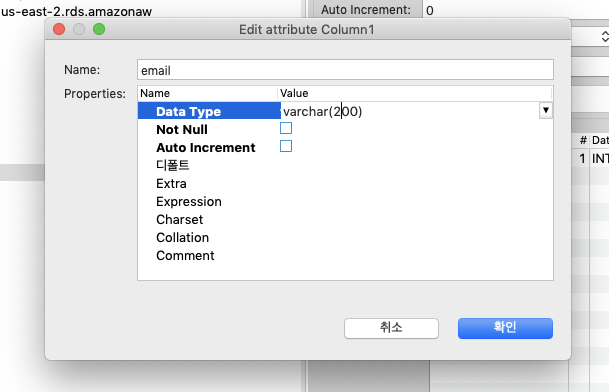 us-east-2.rds.amazonaw
Auto Increment: 0
Edit attribute Column1
Name: email
Properties: Name Value
Data Type varchar(200)
Not Null
Auto Increment
디폴트
Extra
Expression
Charset
Collation
Comment
# Dat
1 INT
취소 확인